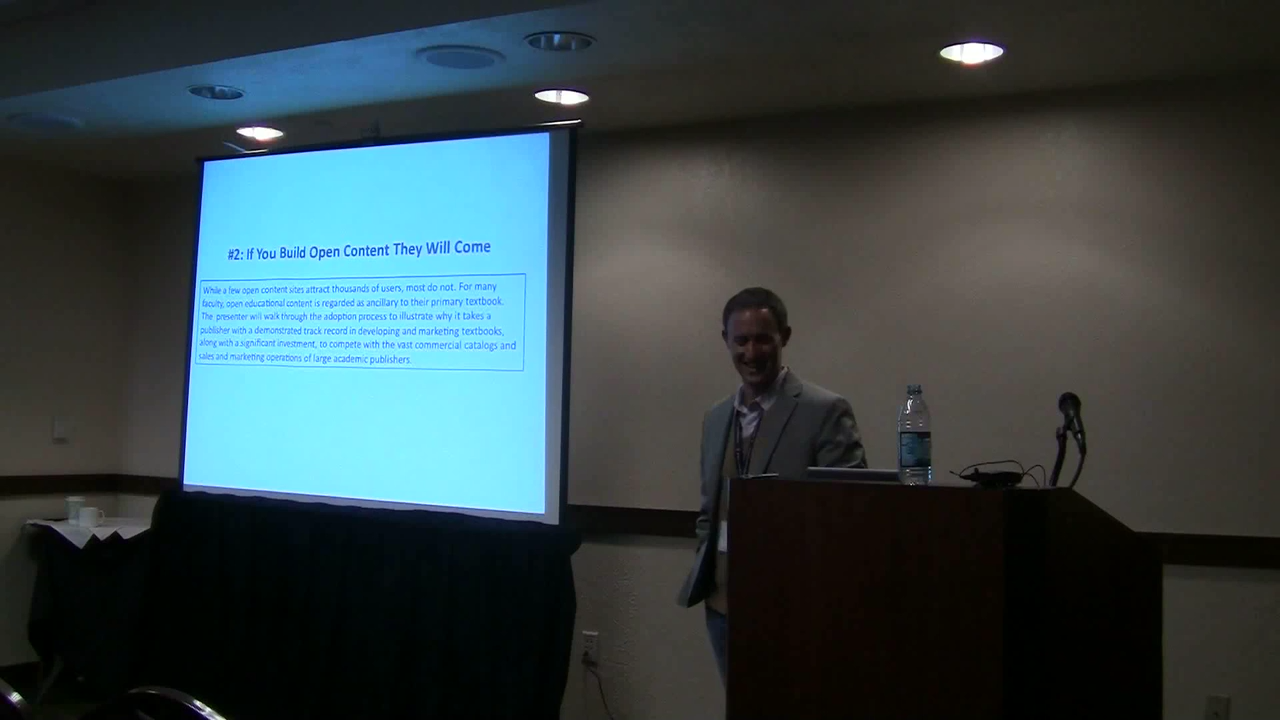 #2: If You Build Open Content They Will Come
While a few open content sites attract thousands of users, most do not. For many
faculty, open educational content is regarded as ancillary to their primary textbook.
The presenter will walk through the adoption process to illustrate why it takes a
publisher with a demonstrated track record in developing and marketing textbooks,
along with a significant investment, to compete with the vast commercial catalogs and
sales and marketing operations of large academic publishers.